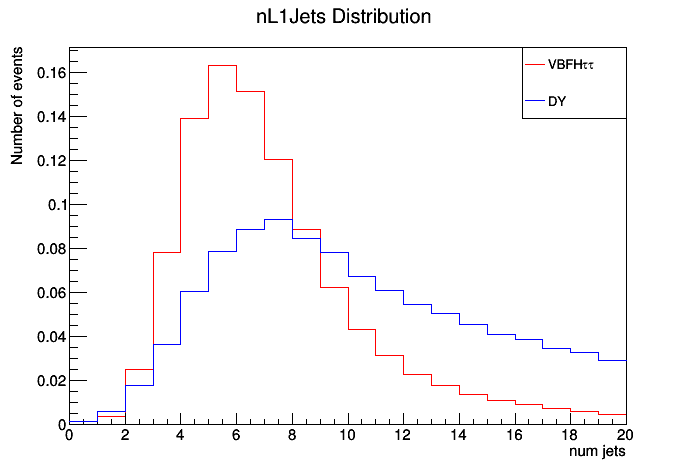 nL1Jets Distribution
Number of events
0.16
0.14
0.12
0.1
0.08
0.06
0.04
0.02
0
VBFHττ
DY
0 2 4 6 8 10 12 14 16 18 20
num jets